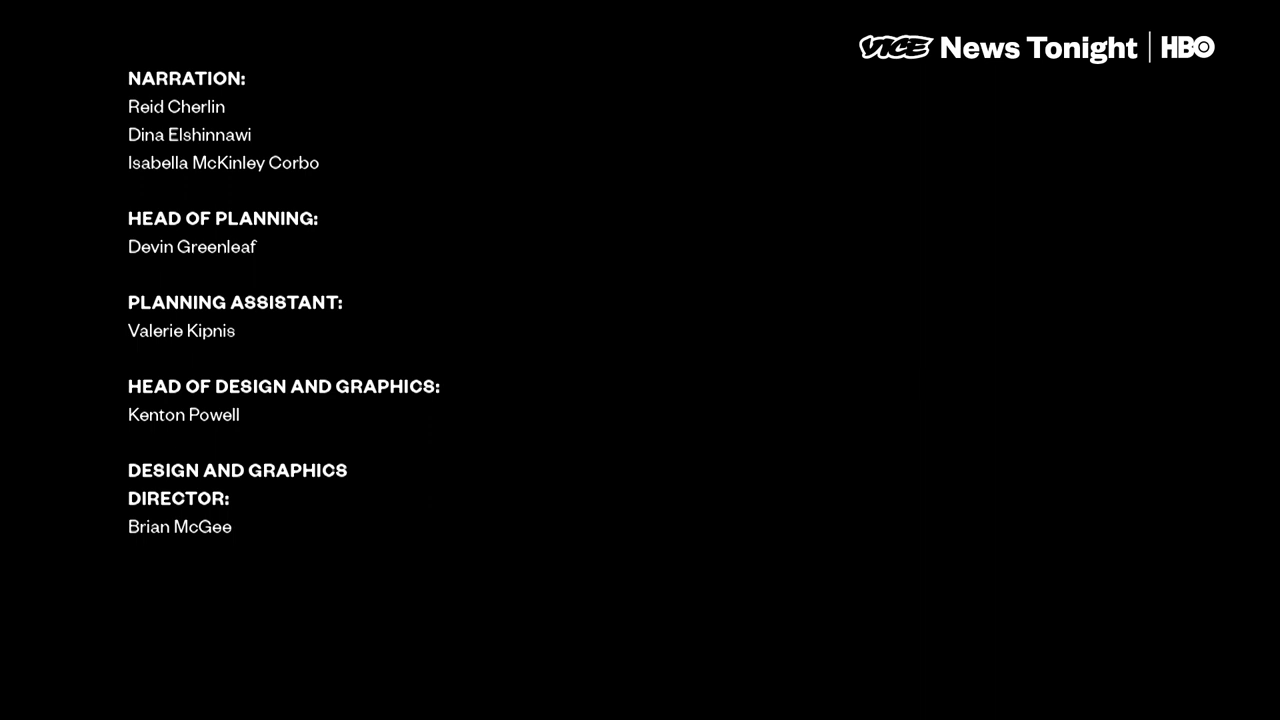 VICE News Tonight | HBO
NARRATION:
Reid Cherlin
Dina Elshinnawi
Isabella McKinley Corbo
HEAD OF PLANNING:
Devin Greenleaf
PLANNING ASSISTANT:
Valerie Kipnis
HEAD OF DESIGN AND GRAPHICS:
Kenton Powell
DESIGN AND GRAPHICS
DIRECTOR:
Brian McGee